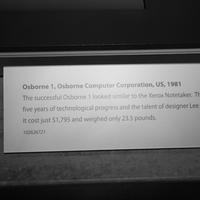 Osborne 1, Osborne Computer Corporation, US, 1981
The successful Osborne 1 looked similar to the Xerox Notetaker. Th
five years of technological progress and the talent of designer Lee
it cost just $1,795 and weighed only 23.5 pounds.
102626721